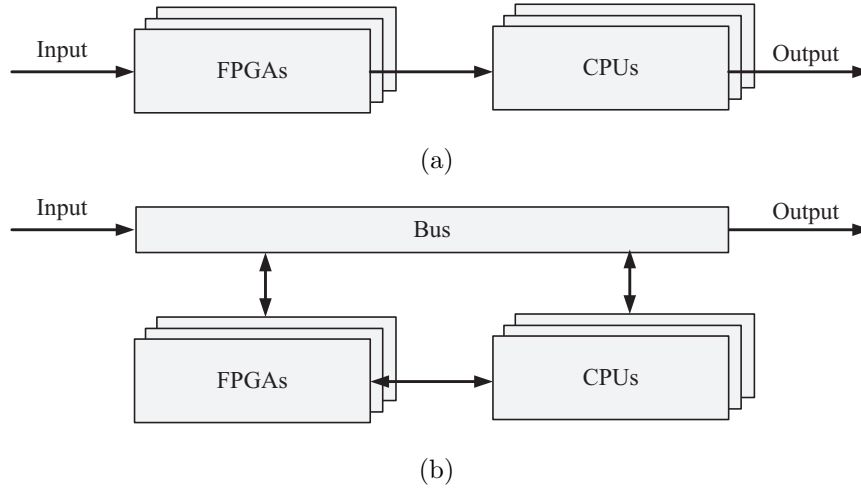 Input
FPGAs
CPUs
Output
(a)
Input
Bus
Output
FPGAs
CPUs
(b)